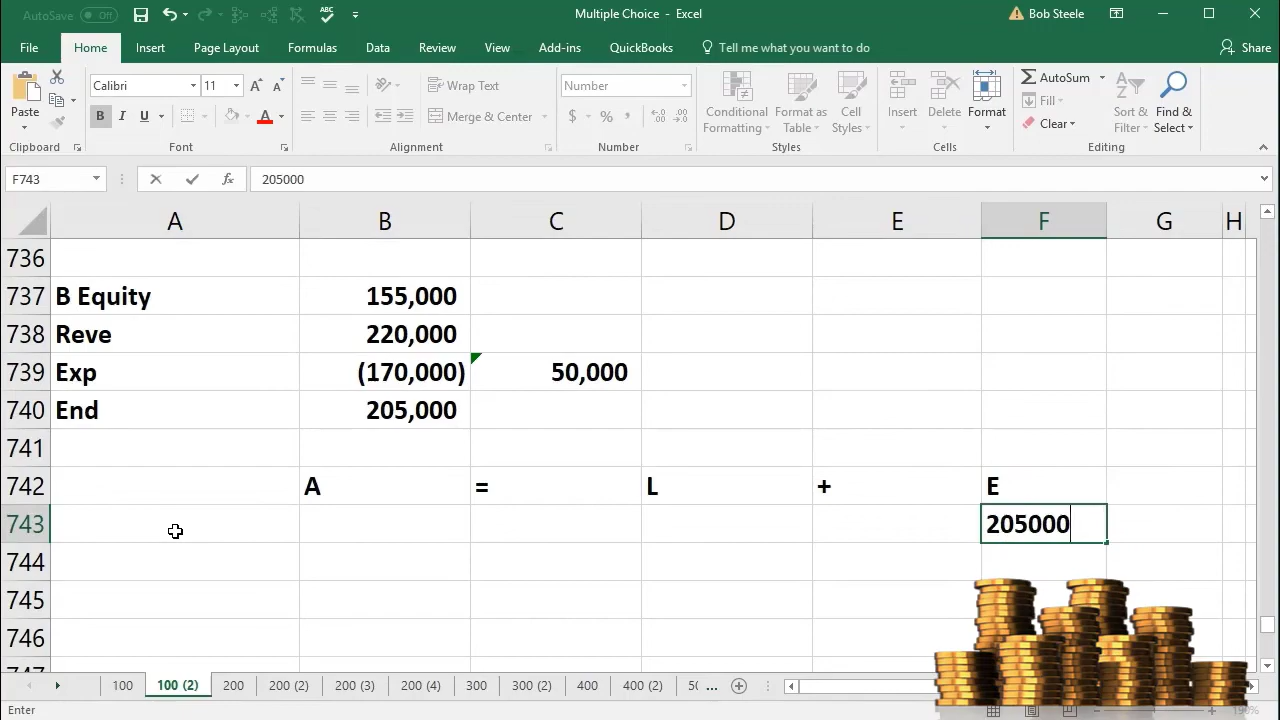 AutoSave Off
Multiple Choice - Excel
Bob Steele
File Home Insert Page Layout Formulas Data Review View Add-ins QuickBooks Tell me what you want to do Share
Paste
Calibri 11
Wrap Text
Number
Conditional Formatting
Format as Table
Cell Styles
Insert Delete Format
AutoSum
Fill
Clear
Sort & Filter
Find & Select
B I U A
Merge & Center
$ % ,
Clipboard Font Alignment Number Styles Cells Editing
F743 fx 205000
A B C D E F G H
736
737 B Equity 155,000
738 Reve 220,000
739 Exp (170,000) 50,000
740 End 205,000
741
742 A = L + E
743 205000
744
745
746
100 100 (2) 200 200 (2) 200 (3) 200 (4) 300 300 (2) 400 400 (2) ...
Enter